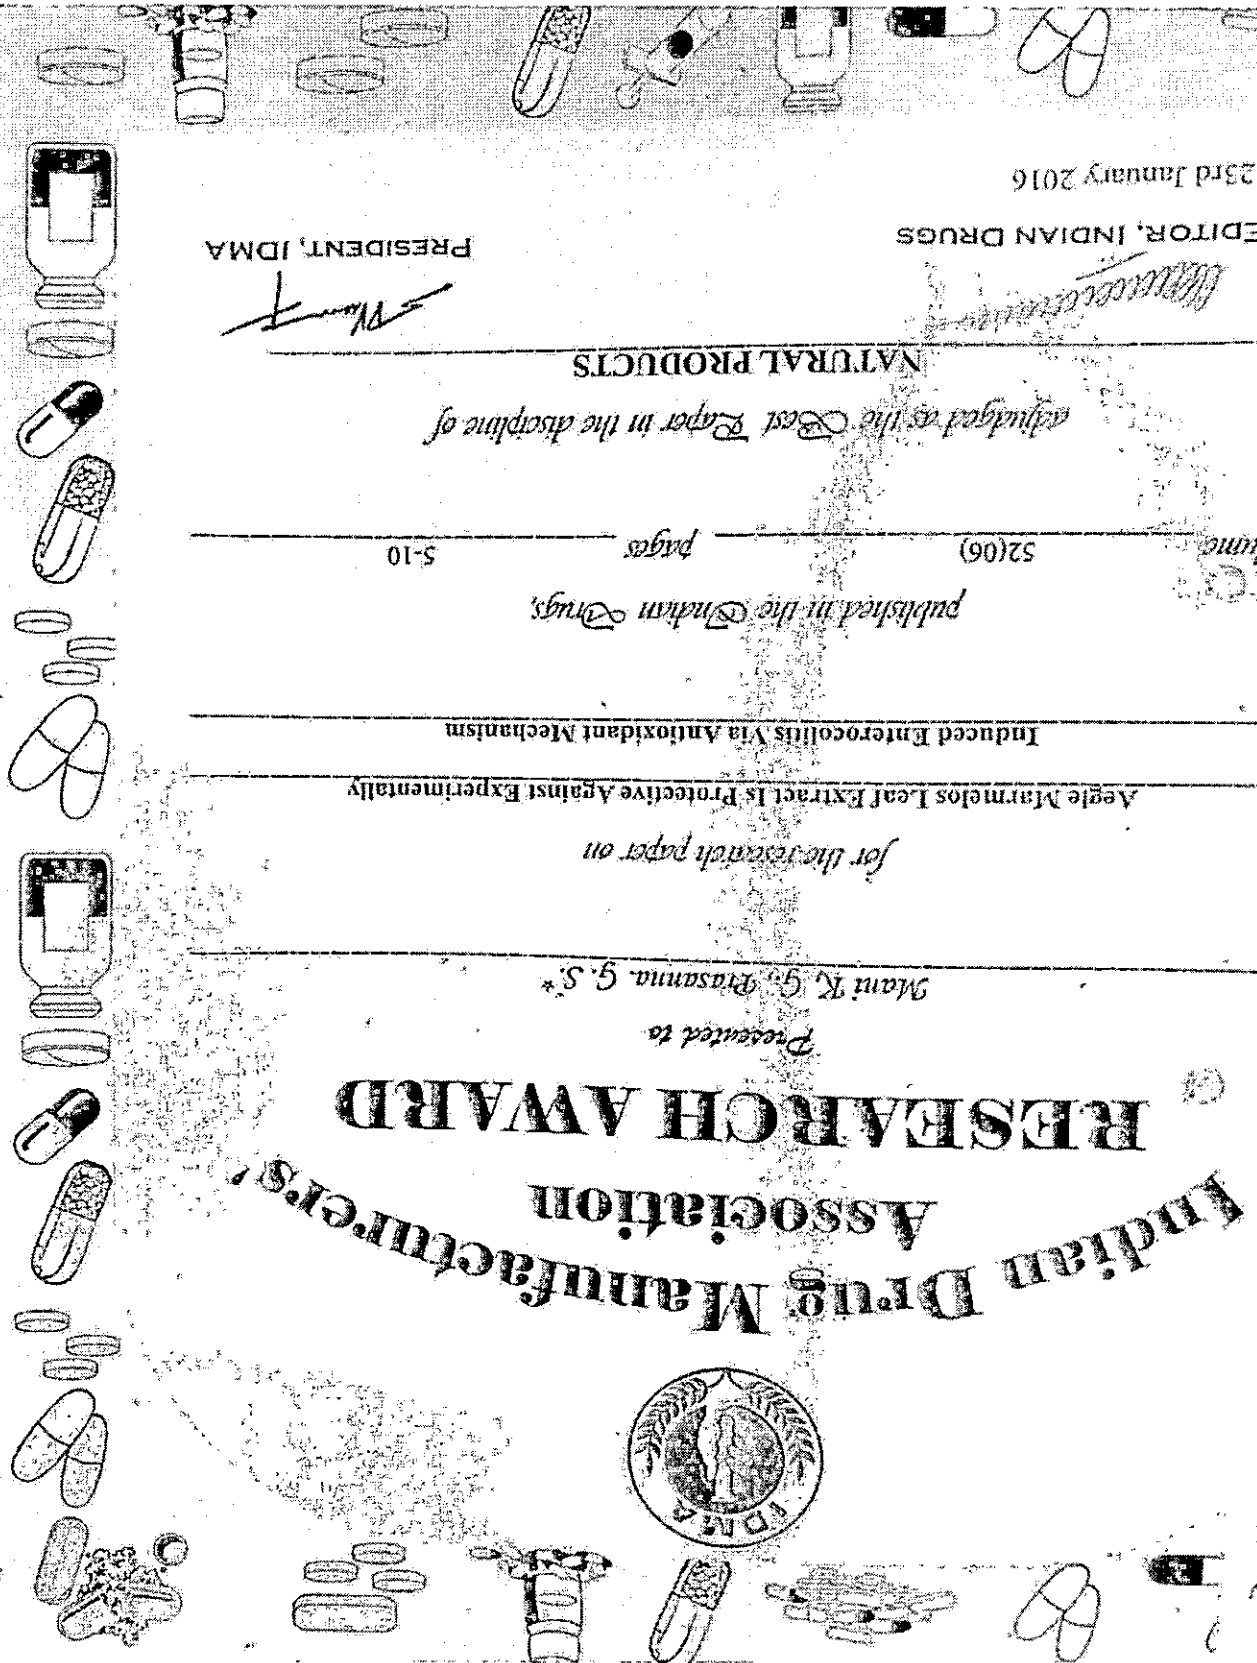 IDMA
Indian Drug Manufacturers'
Association
RESEARCH AWARD
Presented to
Mani K. G., Prasanna. G. S.*
for the research paper on
Aegle Marmelos Leaf Extract Is Protective Against Experimentally
Induced Enterocolitis Via Antioxidant Mechanism
published in the Indian Drugs,
52(06) pages 5-10
adjudged as the Best Paper in the discipline of
NATURAL PRODUCTS
EDITOR, INDIAN DRUGS PRESIDENT, IDMA
23rd January 2016